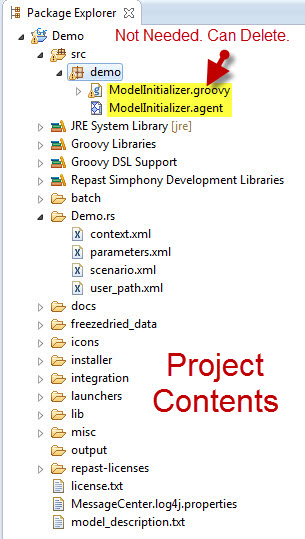 Package Explorer
Demo
Not Needed. Can Delete.
src
demo
ModelInitializer.groovy
ModelInitializer.agent
JRE System Library [jre]
Groovy Libraries
Groovy DSL Support
Repast Simphony Development Libraries
batch
Demo.rs
context.xml
parameters.xml
scenario.xml
user_path.xml
docs
freezedried_data
icons
installer
integration
launchers
lib
misc
output
repast-licenses
license.txt
MessageCenter.log4j.properties
model_description.txt
Project
Contents